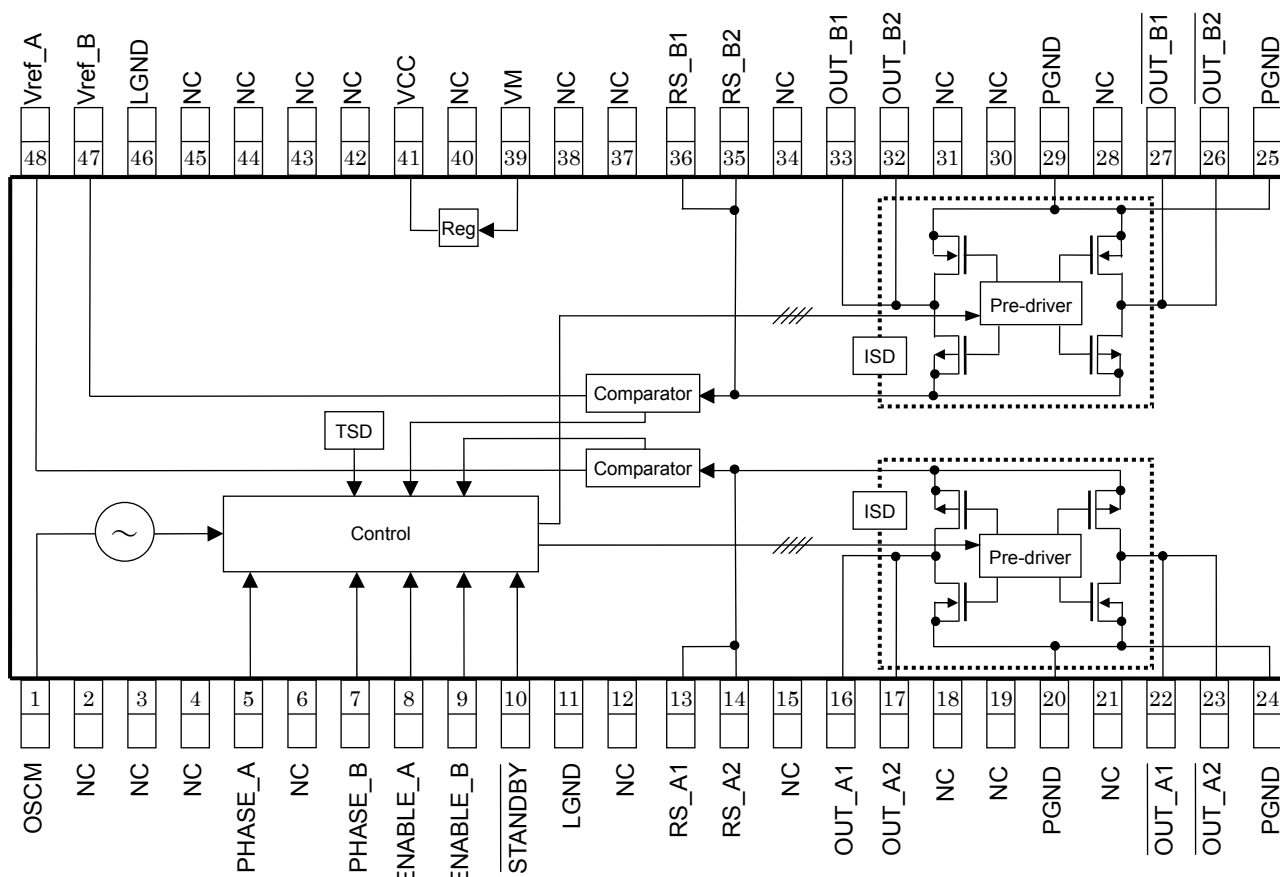 Vref_A
Vref_B
LGND
NC
NC
NC
NC
VCC
NC
VM
NC
NC
RS_B1
RS_B2
NC
OUT_B1
OUT_B2
NC
NC
PGND
NC
OUT_B1
OUT_B2
PGND
48
47
46
45
44
43
42
41
40
39
38
37
36
35
34
33
32
31
30
29
28
27
26
25
Reg
Pre-driver
ISD
Comparator
TSD
Comparator
ISD
Control
Pre-driver
1
2
3
4
5
6
7
8
9
10
11
12
13
14
15
16
17
18
19
20
21
22
23
24
OSCM
NC
NC
NC
PHASE_A
NC
PHASE_B
ENABLE_A
ENABLE_B
STANDBY
LGND
NC
RS_A1
RS_A2
NC
OUT_A1
OUT_A2
NC
NC
PGND
NC
OUT_A1
OUT_A2
PGND